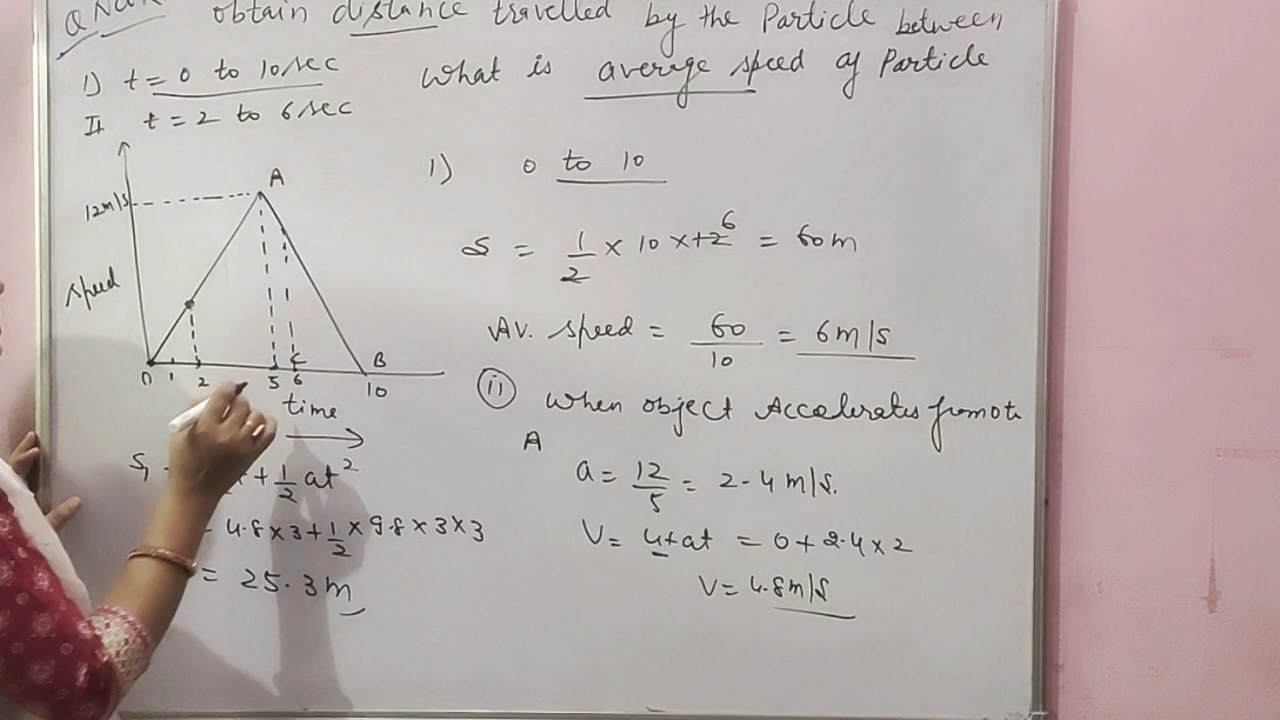 obtain distance travelled by the Particle between
1) t = 0 to 10 sec What is average speed of Particle
II t = 2 to 6 sec
A
12 m/s
speed
0 1 2 5 6 C B 10
time
1) 0 to 10
S = 1/2 × 10 × 12 6 = 60 m
Av. speed = 60/10 = 6 m/s
(ii) When object Accelerates from 0 to
A
a = 12/5 = 2.4 m/s.
V = u + at = 0 + 2.4 × 2
V = 4.8 m/s
S1 + 1/2 at²
= 4.8 × 3 + 1/2 × 9.8 × 3 × 3
= 25.3 m